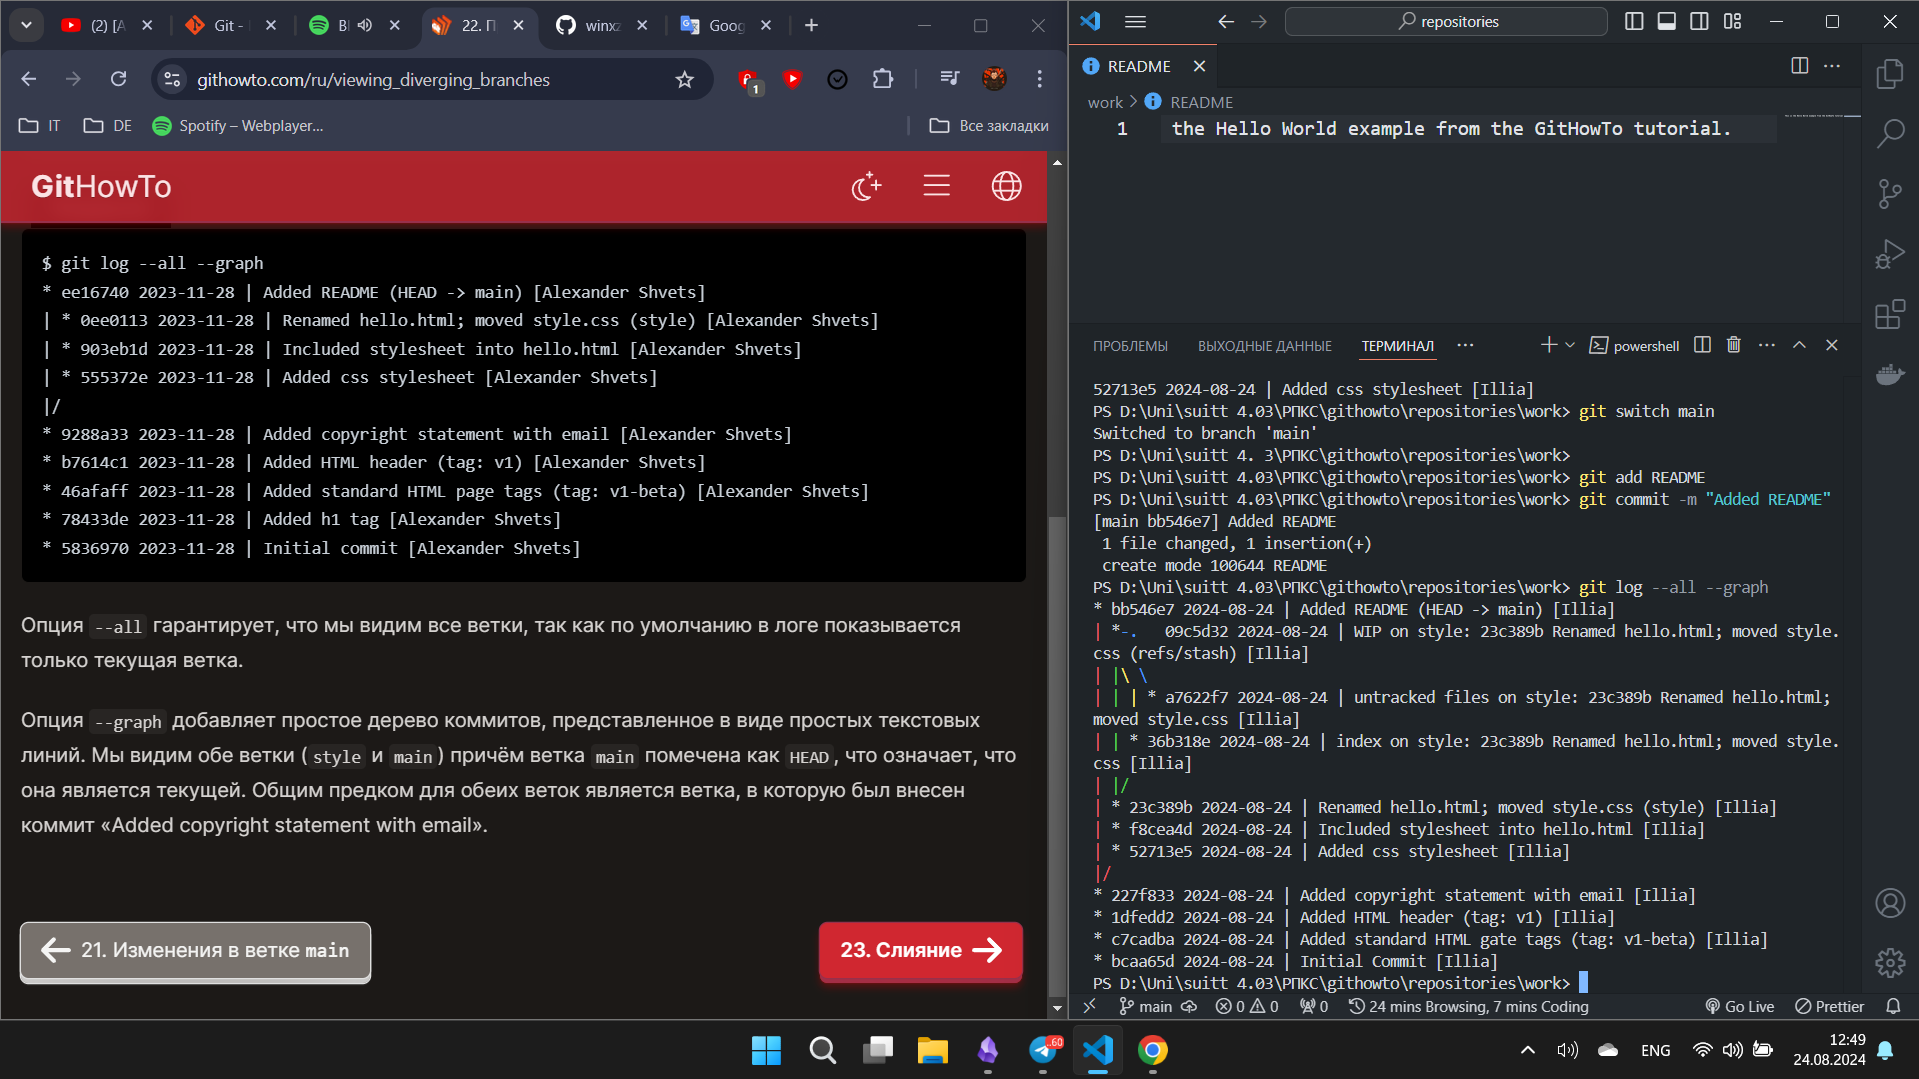 (2) [A
Git -
Bl
22. П
winxz
Goog
githowto.com/ru/viewing_diverging_branches
1
IT
DE
Spotify – Webplayer...
Все закладки
GitHowTo
$ git log --all --graph
* ee16740 2023-11-28 | Added README (HEAD -> main) [Alexander Shvets]
| * 0ee0113 2023-11-28 | Renamed hello.html; moved style.css (style) [Alexander Shvets]
| * 903eb1d 2023-11-28 | Included stylesheet into hello.html [Alexander Shvets]
| * 555372e 2023-11-28 | Added css stylesheet [Alexander Shvets]
|/
* 9288a33 2023-11-28 | Added copyright statement with email [Alexander Shvets]
* b7614c1 2023-11-28 | Added HTML header (tag: v1) [Alexander Shvets]
* 46afaff 2023-11-28 | Added standard HTML page tags (tag: v1-beta) [Alexander Shvets]
* 78433de 2023-11-28 | Added h1 tag [Alexander Shvets]
* 5836970 2023-11-28 | Initial commit [Alexander Shvets]
Опция --all гарантирует, что мы видим все ветки, так как по умолчанию в логе показывается
только текущая ветка.
Опция --graph добавляет простое дерево коммитов, представленное в виде простых текстовых
линий. Мы видим обе ветки (style и main) причём ветка main помечена как HEAD, что означает, что
она является текущей. Общим предком для обеих веток является ветка, в которую был внесен
коммит «Added copyright statement with email».
21. Изменения в ветке main
23. Слияние
repositories
README
work > README
1 the Hello World example from the GitHowTo tutorial.
ПРОБЛЕМЫ
ВЫХОДНЫЕ ДАННЫЕ
ТЕРМИНАЛ
powershell
52713e5 2024-08-24 | Added css stylesheet [Illia]
PS D:\Uni\suitt 4.03\РПКС\githowto\repositories\work> git switch main
Switched to branch 'main'
PS D:\Uni\suitt 4. 3\РПКС\githowto\repositories\work>
PS D:\Uni\suitt 4.03\РПКС\githowto\repositories\work> git add README
PS D:\Uni\suitt 4.03\РПКС\githowto\repositories\work> git commit -m "Added README"
[main bb546e7] Added README
1 file changed, 1 insertion(+)
create mode 100644 README
PS D:\Uni\suitt 4.03\РПКС\githowto\repositories\work> git log --all --graph
* bb546e7 2024-08-24 | Added README (HEAD -> main) [Illia]
| *-. 09c5d32 2024-08-24 | WIP on style: 23c389b Renamed hello.html; moved style.
css (refs/stash) [Illia]
| |\ \
| | | * a7622f7 2024-08-24 | untracked files on style: 23c389b Renamed hello.html;
moved style.css [Illia]
| | * 36b318e 2024-08-24 | index on style: 23c389b Renamed hello.html; moved style.
css [Illia]
| |/
| * 23c389b 2024-08-24 | Renamed hello.html; moved style.css (style) [Illia]
| * f8cea4d 2024-08-24 | Included stylesheet into hello.html [Illia]
| * 52713e5 2024-08-24 | Added css stylesheet [Illia]
|/
* 227f833 2024-08-24 | Added copyright statement with email [Illia]
* 1dfedd2 2024-08-24 | Added HTML header (tag: v1) [Illia]
* c7cadba 2024-08-24 | Added standard HTML gate tags (tag: v1-beta) [Illia]
* bcaa65d 2024-08-24 | Initial Commit [Illia]
PS D:\Uni\suitt 4.03\РПКС\githowto\repositories\work>
main 0 0 0 24 mins Browsing, 7 mins Coding Go Live Prettier
.60
ENG
12:49
24.08.2024